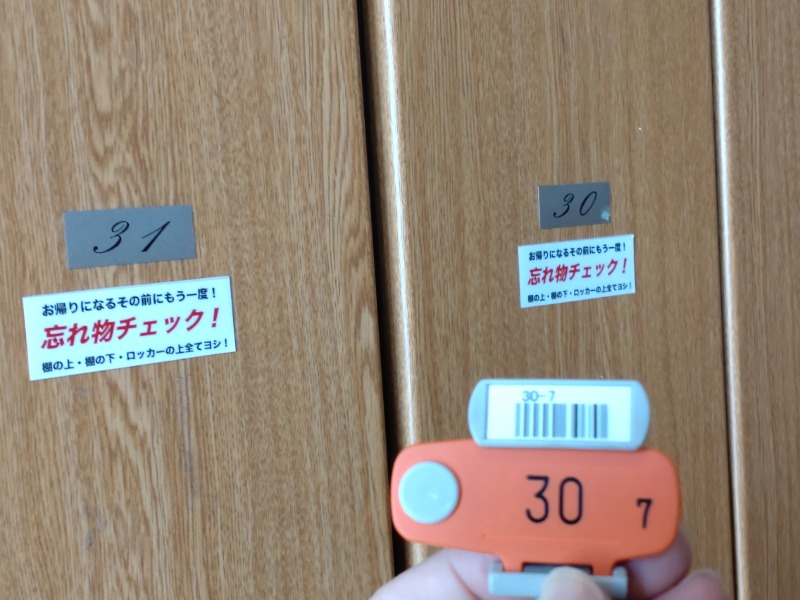 31
お帰りになるその前にもう一度！
忘れ物チェック！
棚の上・棚の下・ロッカーの上全てヨシ！
30
お帰りになるその前にもう一度！
忘れ物チェック！
棚の上・棚の下・ロッカーの上全てヨシ！
30-7
30 7